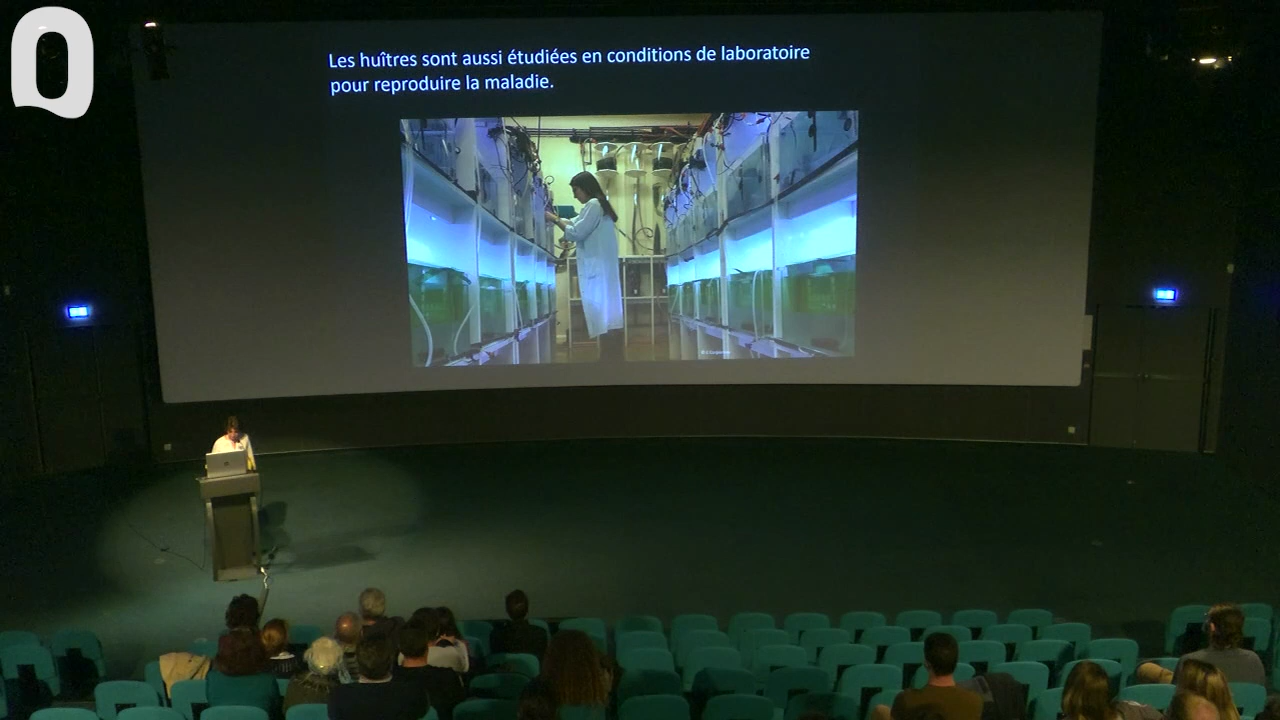 Les huîtres sont aussi étudiées en conditions de laboratoire
pour reproduire la maladie.